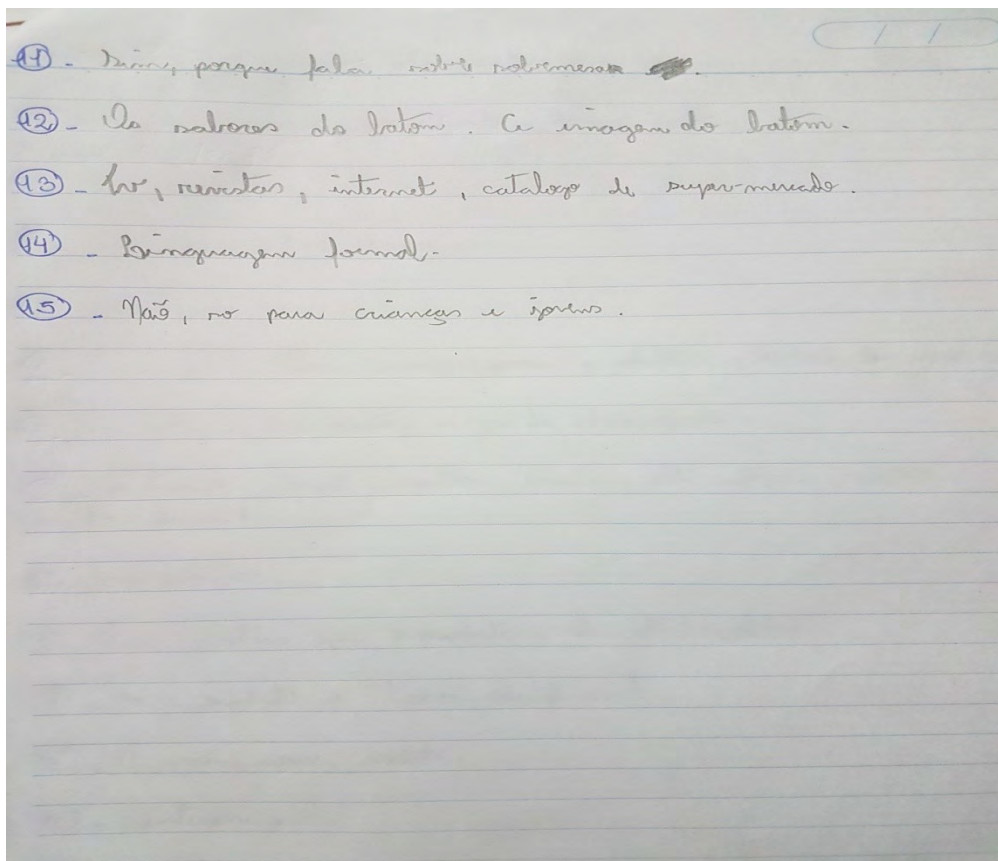 11 - Sim, porque fala sobre sobremesa.
12 - Os sabores do batom. A imagem do batom.
13 - tv, revistas, internet, catalogo de super-mercado.
14 - Linguagem formal.
15 - Não, so para crianças e jovens.